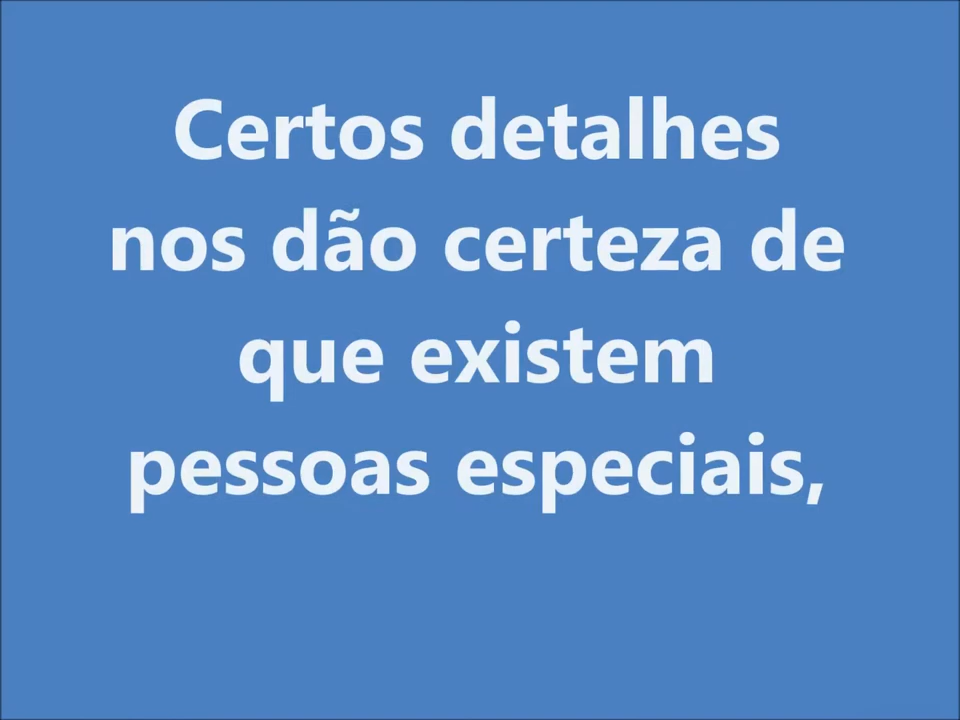 Certos detalhes
nos dão certeza de
que existem
pessoas especiais,